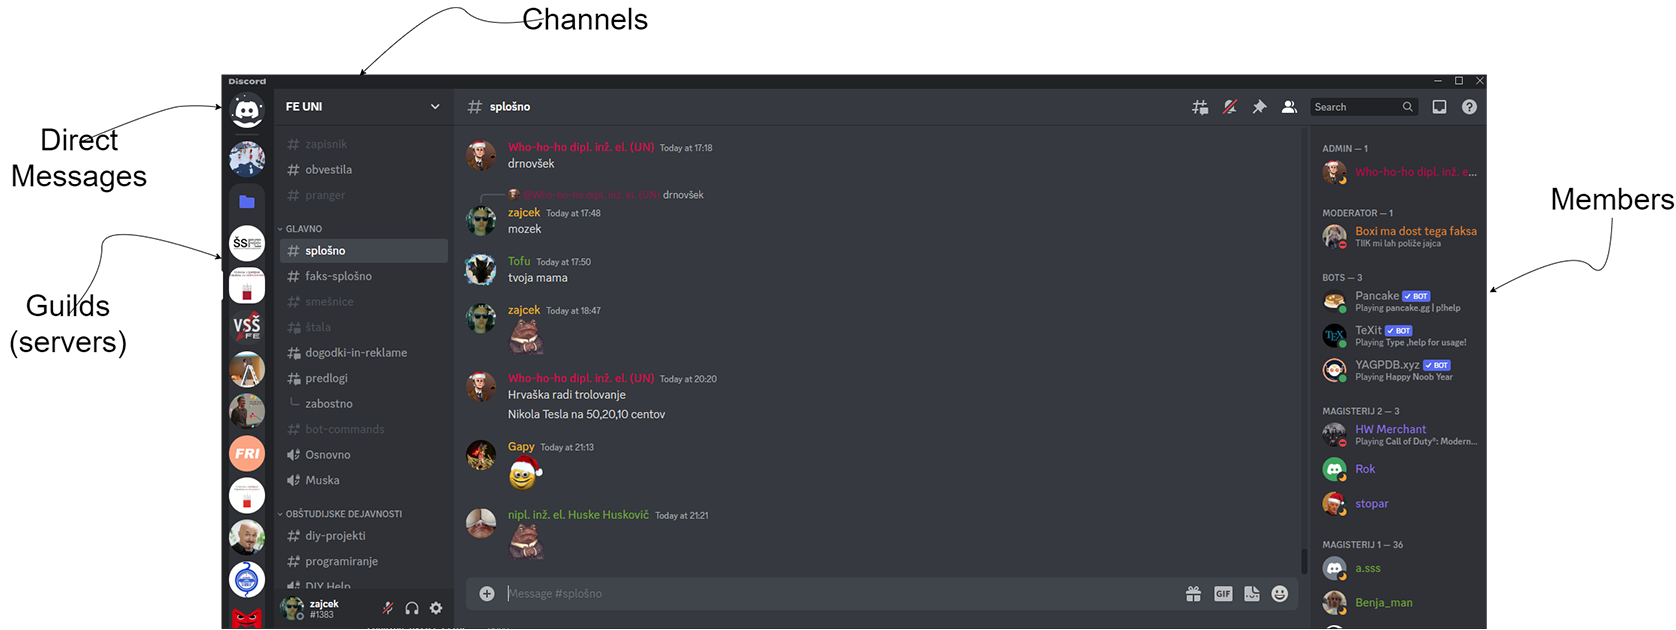 Channels
Direct
Messages
Guilds
(servers)
Members
Discord
FE UNI
zapisnik
obvestila
pranger
GLAVNO
splošno
faks-splošno
smešnice
štala
dogodki-in-reklame
predlogi
zabostno
bot-commands
Osnovno
Muska
OBŠTUDIJSKE DEJAVNOSTI
diy-projekti
programiranje
DIY Help
zajcek
#1383
ŠS
VSŠ
FE
FRI
splošno
Search
Who-ho-ho dipl. inž. el. (UN) Today at 17:18
drnovšek
@Who-ho-ho dipl. inž. el. (UN) drnovšek
zajcek Today at 17:48
mozek
Tofu Today at 17:50
tvoja mama
zajcek Today at 18:47
Who-ho-ho dipl. inž. el. (UN) Today at 20:20
Hrvaška radi trolovanje
Nikola Tesla na 50,20,10 centov
Gapy Today at 21:13
nipl. inž. el. Huske Huskovič Today at 21:21
Message #splošno
GIF
ADMIN — 1
Who-ho-ho dipl. inž. e...
MODERATOR — 1
Boxi ma dost tega faksa
TIIK mi lah poliže jajca
BOTS — 3
Pancake BOT
Playing pancake.gg | p!help
TEX
TeXit BOT
Playing Type ,help for usage!
YAGPDB.xyz BOT
Playing Happy Noob Year
MAGISTERIJ 2 — 3
HW Merchant
Playing Call of Duty®: Modern...
Rok
stopar
MAGISTERIJ 1 — 36
a.sss
Benja_man